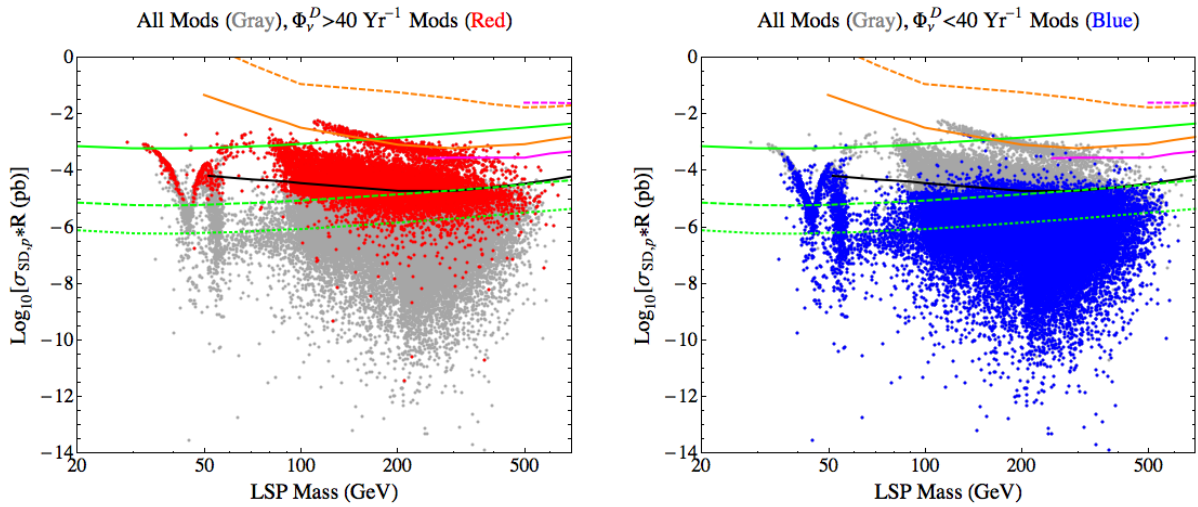 All Mods (Gray), Φ_ν^D>40 Yr⁻¹ Mods (Red)
0
−2
−4
−6
−8
−10
−12
−14
Log₁₀[σ_SD,p*R (pb)]
20 50 100 200 500
LSP Mass (GeV)
All Mods (Gray), Φ_ν^D<40 Yr⁻¹ Mods (Blue)
0
−2
−4
−6
−8
−10
−12
−14
Log₁₀[σ_SD,p*R (pb)]
20 50 100 200 500
LSP Mass (GeV)